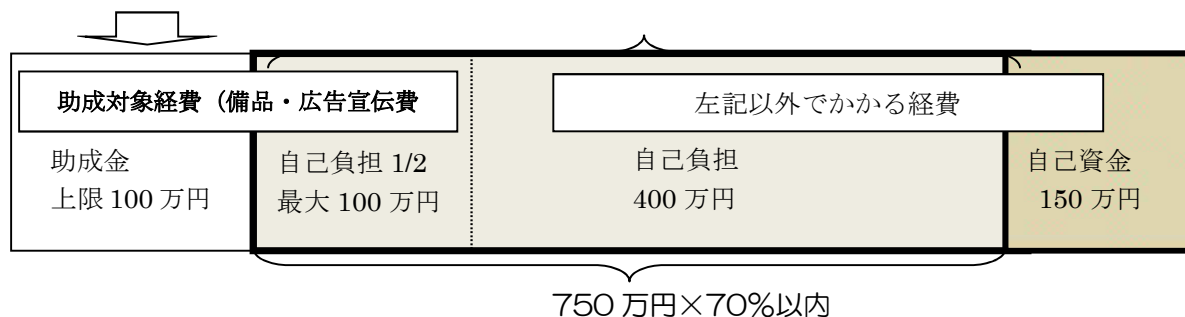 助成対象経費（備品・広告宣伝費
左記以外でかかる経費
助成金
上限 100 万円
自己負担 1/2
最大 100 万円
自己負担
400 万円
自己資金
150 万円
750 万円×70％以内